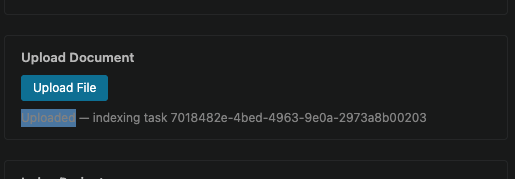 Upload Document
Upload File
Uploaded — indexing task 7018482e-4bed-4963-9e0a-2973a8b00203